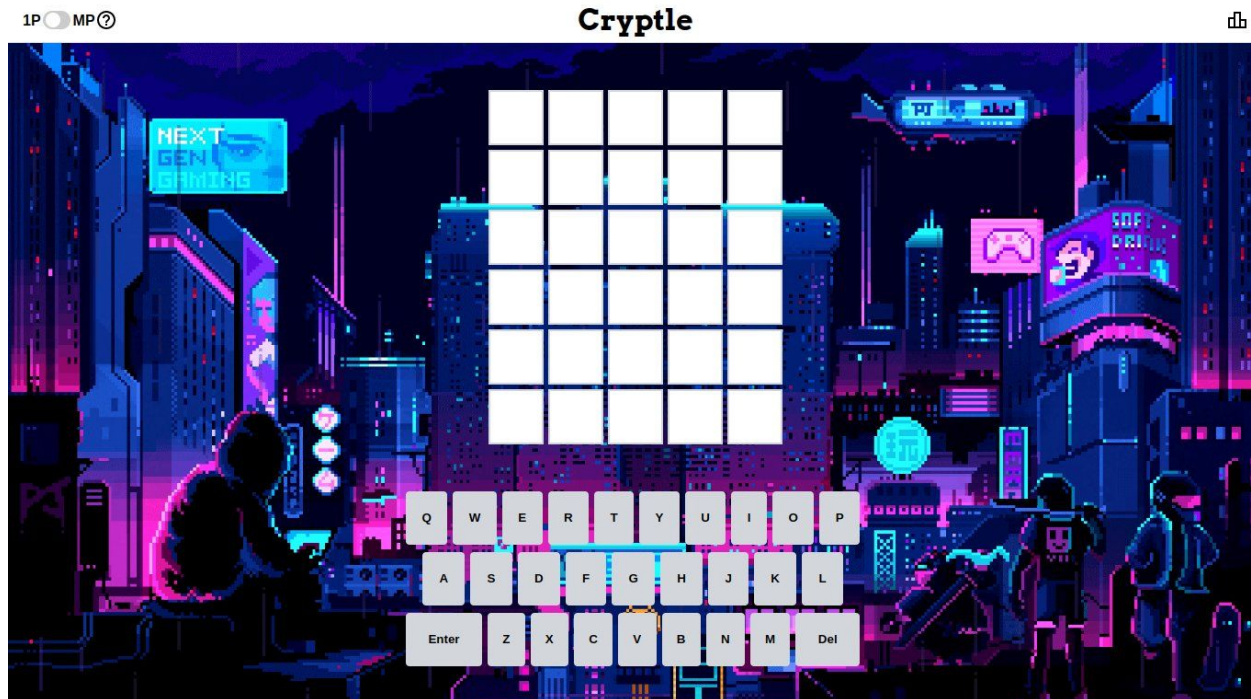 1P MP ? Cryptle
NEXT
GEN
GAMING
SOFT
DRINK
Q W E R T Y U I O P
A S D F G H J K L
Enter Z X C V B N M Del